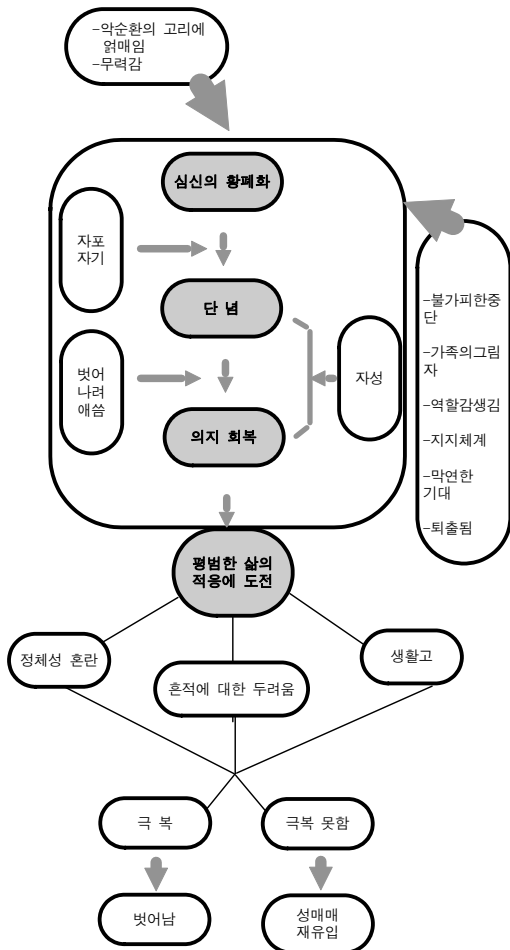 –악순환의 고리에
얽매임
–무력감
심신의 황폐화
자포
자기
단 념
벗어
나려
애씀
자성
의지 회복
–불가피한중
단
–가족의그림
자
–역할감생김
–지지체계
–막연한
기대
–퇴출됨
평범한 삶의
적응에 도전
정체성 혼란
흔적에 대한 두려움
생활고
극 복
극복 못함
벗어남
성매매
재유입